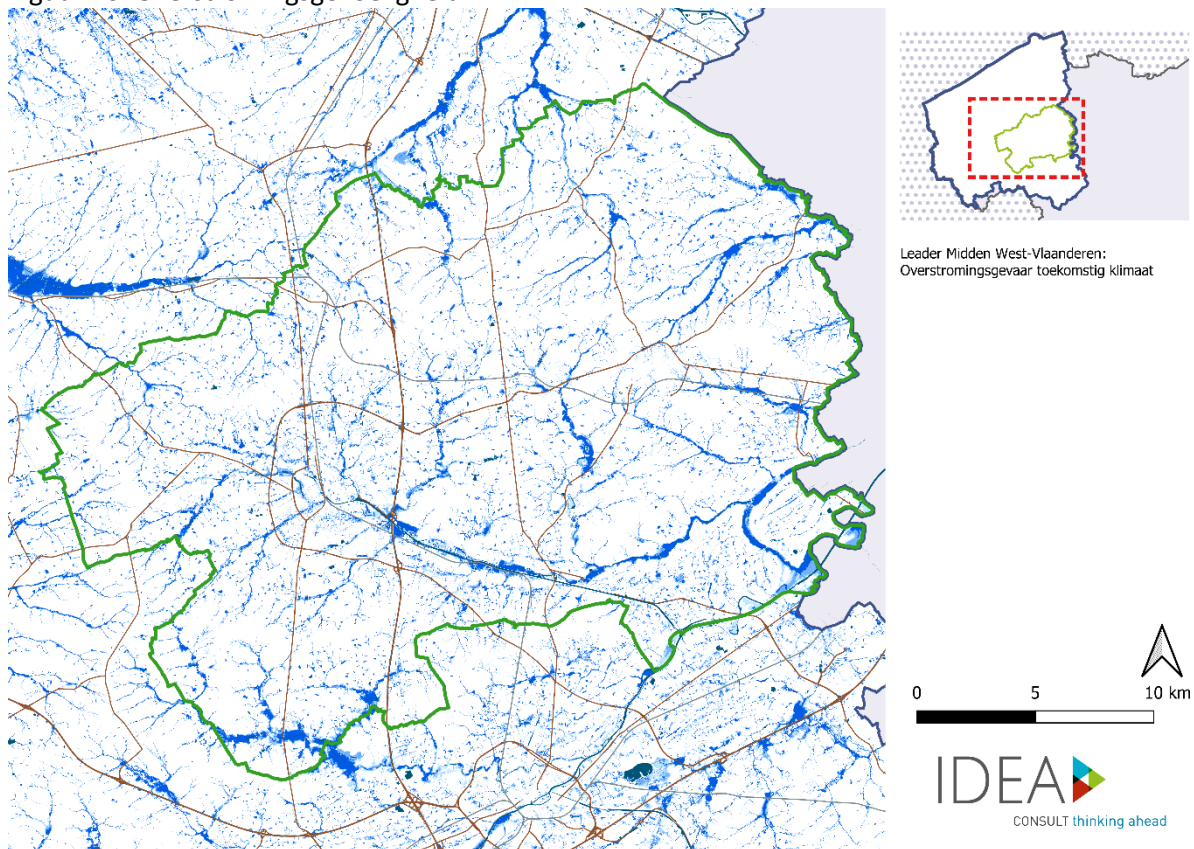 Leader Midden West-Vlaanderen:
Overstromingsgevaar toekomstig klimaat
0 5 10 km
IDEA
CONSULT thinking ahead